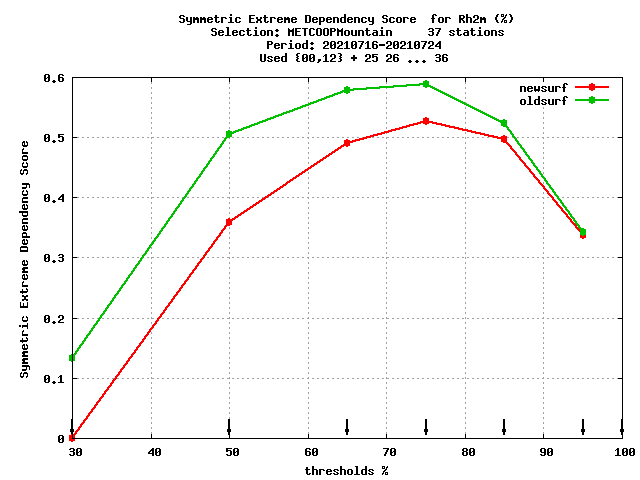 Symmetric Extreme Dependency Score  for Rh2m (%)
Selection: METCOOPMountain     37 stations
Period: 20210716-20210724
Used {00,12} + 25 26 ... 36
newsurf
oldsurf
Symmetric Extreme Dependency Score
0.6
0.5
0.4
0.3
0.2
0.1
0
30 40 50 60 70 80 90 100
thresholds %